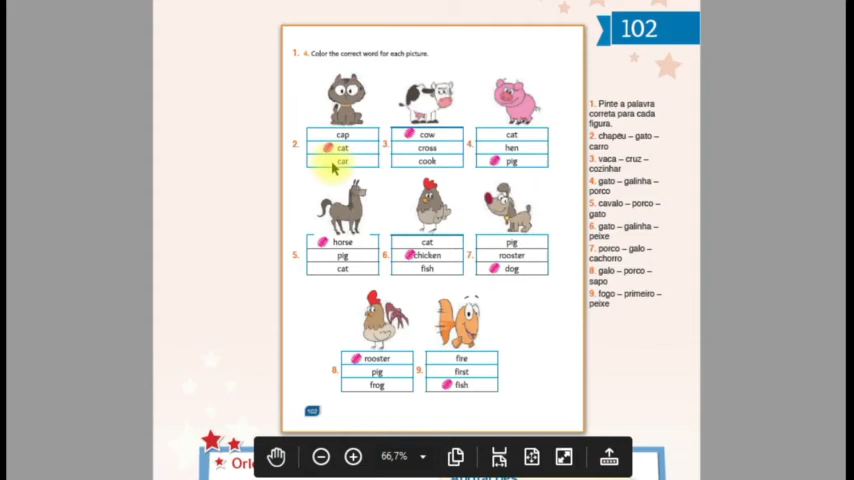 102
1. 4. Color the correct word for each picture.
2. cap
cat
car
3. cow
cross
cook
4. cat
hen
pig
5. horse
pig
cat
6. cat
chicken
fish
7. pig
rooster
dog
8. rooster
pig
frog
9. fire
first
fish
102
1. Pinte a palavra
correta para cada
figura.
2. chapéu – gato –
carro
3. vaca – cruz –
cozinhar
4. gato – galinha –
porco
5. cavalo – porco –
gato
6. gato – galinha –
peixe
7. porco – galo –
cachorro
8. galo – porco –
sapo
9. fogo – primeiro –
peixe
66,7%